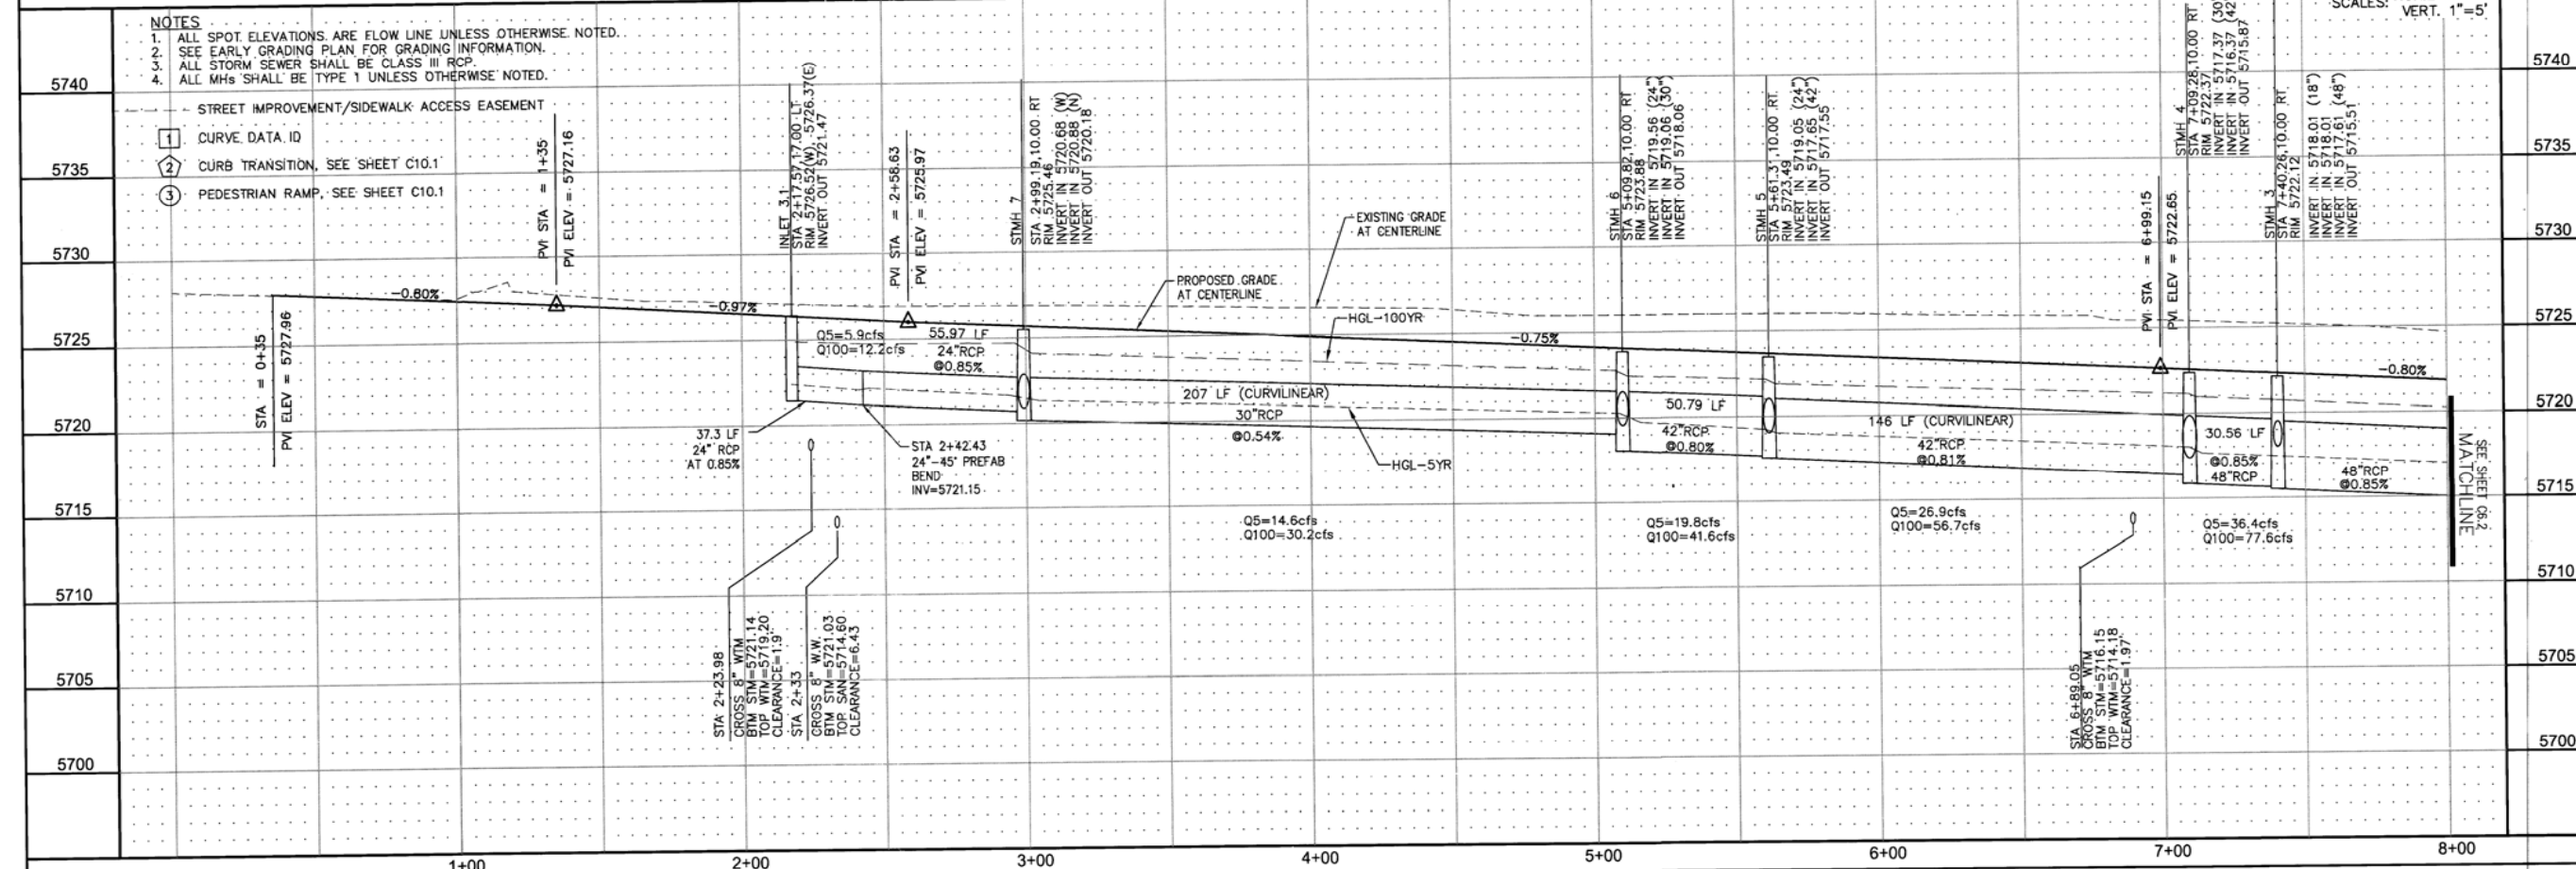 NOTES
1. ALL SPOT ELEVATIONS ARE FLOW LINE UNLESS OTHERWISE NOTED.
2. SEE EARLY GRADING PLAN FOR GRADING INFORMATION.
3. ALL STORM SEWER SHALL BE CLASS III RCP.
4. ALL MHs SHALL BE TYPE 1 UNLESS OTHERWISE NOTED.
STREET IMPROVEMENT/SIDEWALK ACCESS EASEMENT
1 CURVE DATA ID
2 CURB TRANSITION, SEE SHEET C10.1
3 PEDESTRIAN RAMP, SEE SHEET C10.1
SCALES:
VERT. 1"=5'
5740
5735
5730
5725
5720
5715
5710
5705
5700
STA = 0+35
PVI ELEV = 5727.96
-0.80%
PVI STA = 1+35
PVI ELEV = 5727.16
-0.97%
INLET 3.1
STA 2+17.57,17.00 LT
RIM 5726.52(W), 5726.37(E)
INVERT OUT 5721.47
PVI STA = 2+58.63
PVI ELEV = 5725.97
STMH 7
STA 2+99.19,10.00 RT
RIM 5725.46
INVERT IN 5720.68 (W)
INVERT IN 5720.88 (N)
INVERT OUT 5720.18
Q5=5.9cfs
Q100=12.2cfs
55.97 LF
24"RCP
@0.85%
37.3 LF
24" RCP
AT 0.85%
STA 2+42.43
24"-45° PREFAB
BEND
INV=5721.15
PROPOSED GRADE
AT CENTERLINE
EXISTING GRADE
AT CENTERLINE
HGL-100YR
-0.75%
207 LF (CURVILINEAR)
30"RCP
@0.54%
HGL-5YR
Q5=14.6cfs
Q100=30.2cfs
STMH 6
STA 5+09.82,10.00 RT
RIM 5723.88
INVERT IN 5719.56 (24")
INVERT IN 5719.06 (30")
INVERT OUT 5718.06
50.79 LF
42"RCP
@0.80%
Q5=19.8cfs
Q100=41.6cfs
STMH 5
STA 5+61.31,10.00 RT
RIM 5723.49
INVERT IN 5719.05 (24")
INVERT IN 5717.65 (42")
INVERT OUT 5717.55
146 LF (CURVILINEAR)
42"RCP
@0.81%
Q5=26.9cfs
Q100=56.7cfs
PVI STA = 6+99.15
PVI ELEV = 5722.65
STMH 4
STA 7+09.28,10.00 RT
RIM 5722.37
INVERT IN 5717.37 (30
INVERT IN 5716.37 (42
INVERT OUT 5715.87
STMH 3
STA 7+40.26,10.00 RT
RIM 5722.12
INVERT IN 5718.01 (18")
INVERT IN 5718.01
INVERT IN 5717.61 (48")
INVERT OUT 5715.51
-0.80%
30.56 LF
@0.85%
48"RCP
48"RCP
@0.85%
Q5=36.4cfs
Q100=77.6cfs
SEE SHEET C6.2
MATCHLINE
STA 2+23.98
CROSS 8" WTM
BTM STM=5721.14
TOP WTM=5719.20
CLEARANCE=1.9'
STA 2+33
CROSS 8" W.W.
BTM STM=5721.03
TOP SAN=5714.60
CLEARANCE=6.43
STA 6+89.05
CROSS 8" WTM
BTM STM=5716.15
TOP WTM=5714.18
CLEARANCE=1.97'
5740
5735
5730
5725
5720
5715
5710
5705
5700
1+00 2+00 3+00 4+00 5+00 6+00 7+00 8+00